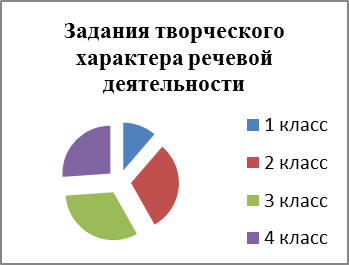 Задания творческого
характера речевой
деятельности
1 класс
2 класс
3 класс
4 класс